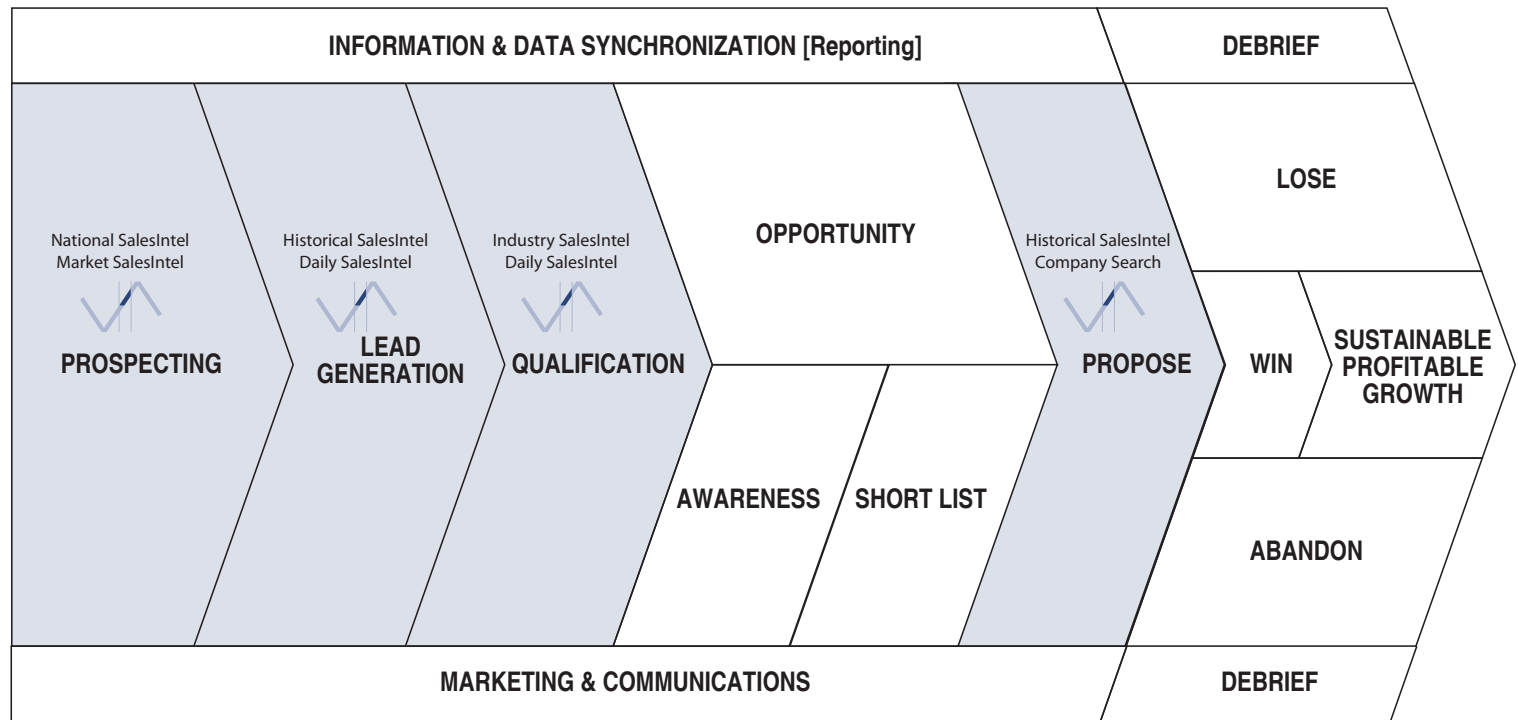 INFORMATION & DATA SYNCHRONIZATION [Reporting]
DEBRIEF
National SalesIntel
Market SalesIntel
PROSPECTING
Historical SalesIntel
Daily SalesIntel
LEAD
GENERATION
Industry SalesIntel
Daily SalesIntel
QUALIFICATION
OPPORTUNITY
AWARENESS
SHORT LIST
Historical SalesIntel
Company Search
PROPOSE
LOSE
WIN
SUSTAINABLE
PROFITABLE
GROWTH
ABANDON
MARKETING & COMMUNICATIONS
DEBRIEF